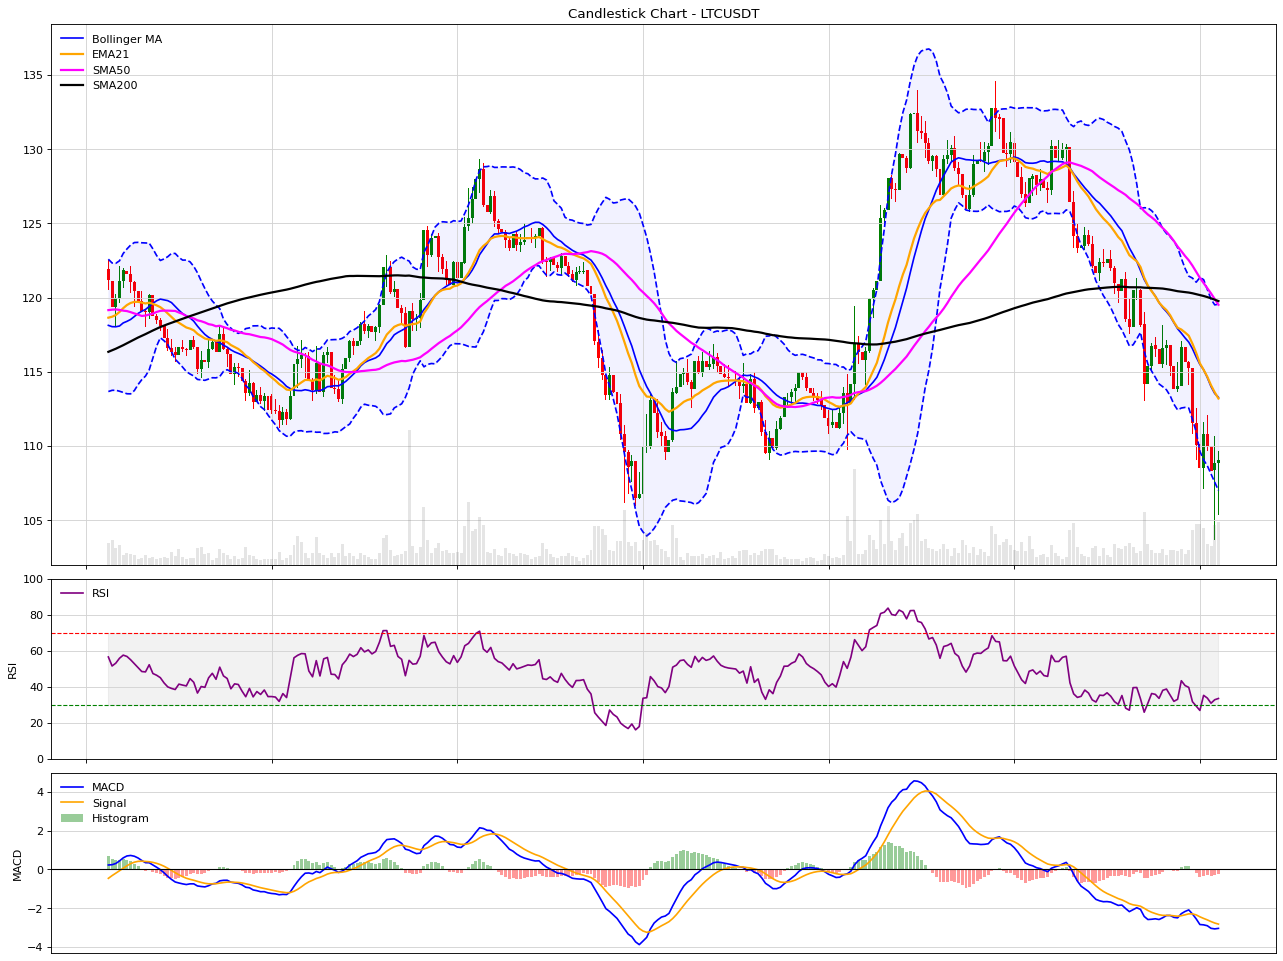 Candlestick Chart - LTCUSDT
Bollinger MA
EMA21
SMA50
SMA200
135
130
125
120
115
110
105
100
80
60
40
20
0
RSI
RSI
4
2
0
−2
−4
MACD
MACD
Signal
Histogram